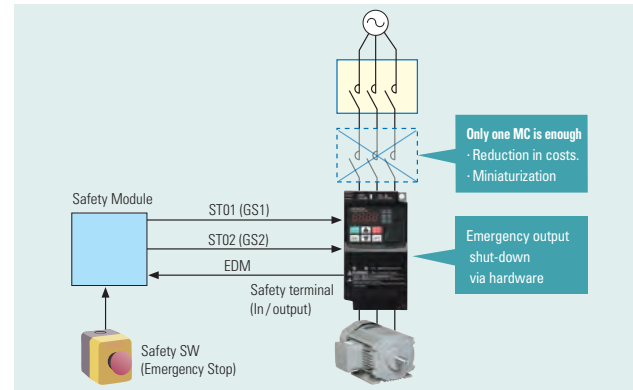 Only one MC is enough
· Reduction in costs.
· Miniaturization
Safety Module
ST01 (GS1)
ST02 (GS2)
EDM
Safety terminal
(In / output)
Emergency output
shut-down
via hardware
Safety SW
(Emergency Stop)